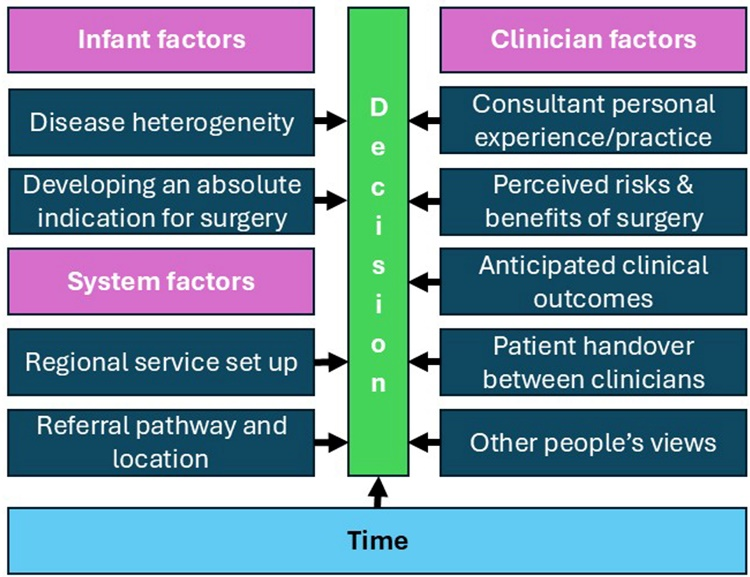 Infant factors
Disease heterogeneity
Developing an absolute
indication for surgery
System factors
Regional service set up
Referral pathway and
location
Decision
Clinician factors
Consultant personal
experience/practice
Perceived risks &
benefits of surgery
Anticipated clinical
outcomes
Patient handover
between clinicians
Other people’s views
Time